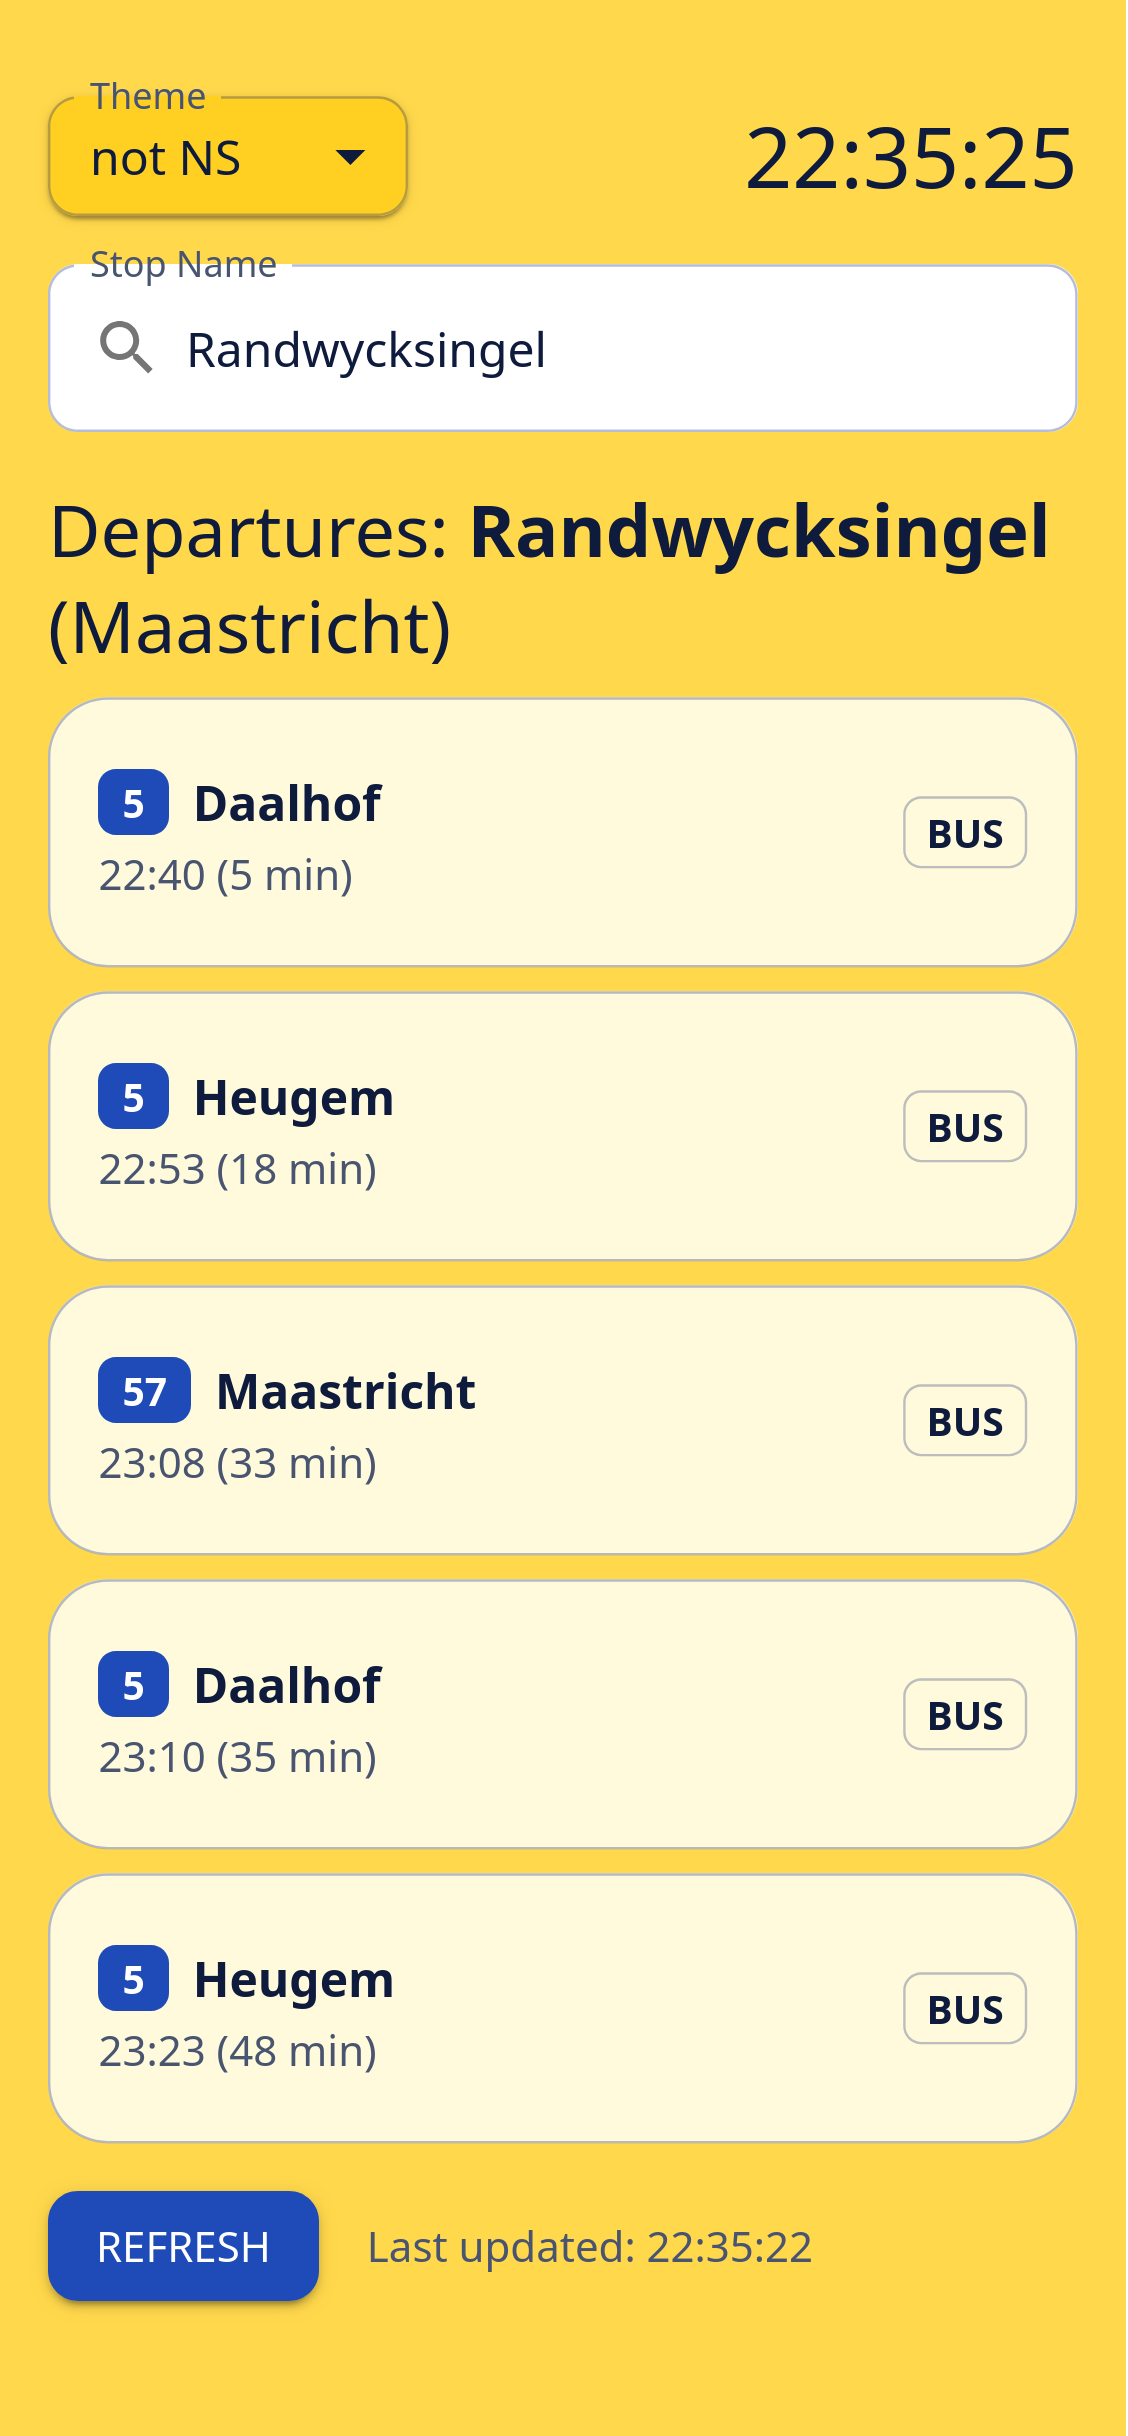 Theme
not NS
22:35:25
Stop Name
Randwycksingel
Departures: Randwycksingel
(Maastricht)
5 Daalhof
22:40 (5 min)
BUS
5 Heugem
22:53 (18 min)
BUS
57 Maastricht
23:08 (33 min)
BUS
5 Daalhof
23:10 (35 min)
BUS
5 Heugem
23:23 (48 min)
BUS
REFRESH
Last updated: 22:35:22